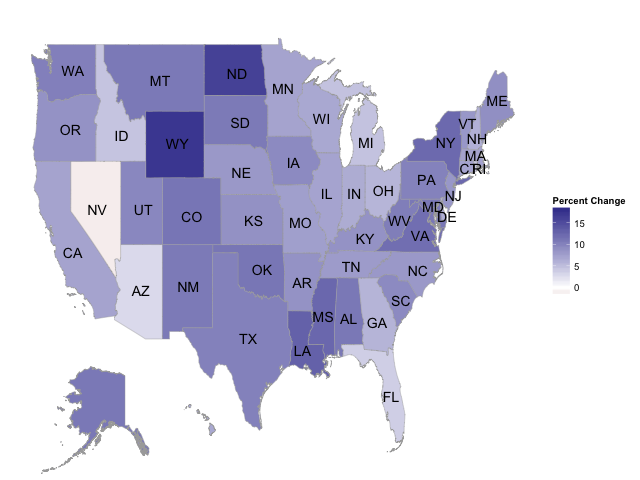 WA
MT
ND
MN
ME
OR
ID
WY
SD
WI
MI
VT
NH
NY
MA
CT
RI
NV
UT
CO
NE
IA
IL
IN
OH
PA
NJ
MD
DE
WV
VA
CA
KS
MO
KY
AZ
NM
OK
AR
TN
NC
SC
TX
LA
MS
AL
GA
FL
Percent Change
15
10
5
0